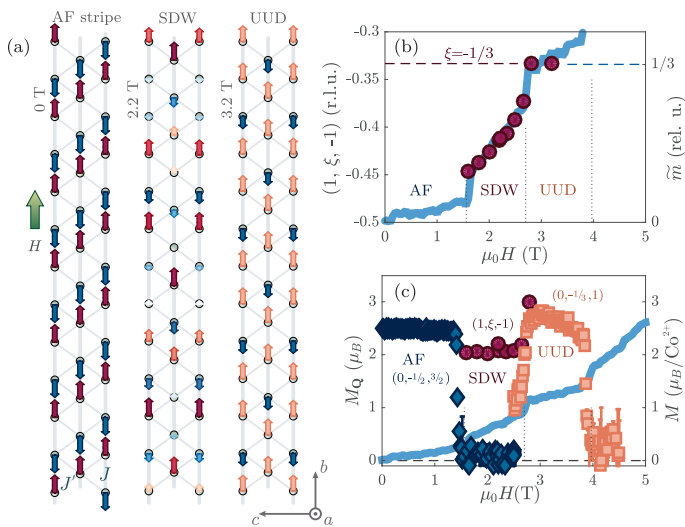 (a)
AF stripe
SDW
UUD
0 T
2.2 T
3.2 T
H
J'
J
b
c
a
(b)
ξ=-1/3
-0.3
-0.35
-0.4
-0.45
-0.5
(1, ξ, -1) (r.l.u.)
AF
SDW
UUD
1/3
0
m̃ (rel. u.)
0 1 2 3 4 5
μ₀H (T)
(c)
(0,-1/3,1)
(1,ξ,-1)
AF
UUD
(0,-1/2,3/2)
SDW
3
2
1
0
M_Q (μ_B)
3
2
1
0
M (μ_B/Co²⁺)
0 1 2 3 4 5
μ₀H(T)